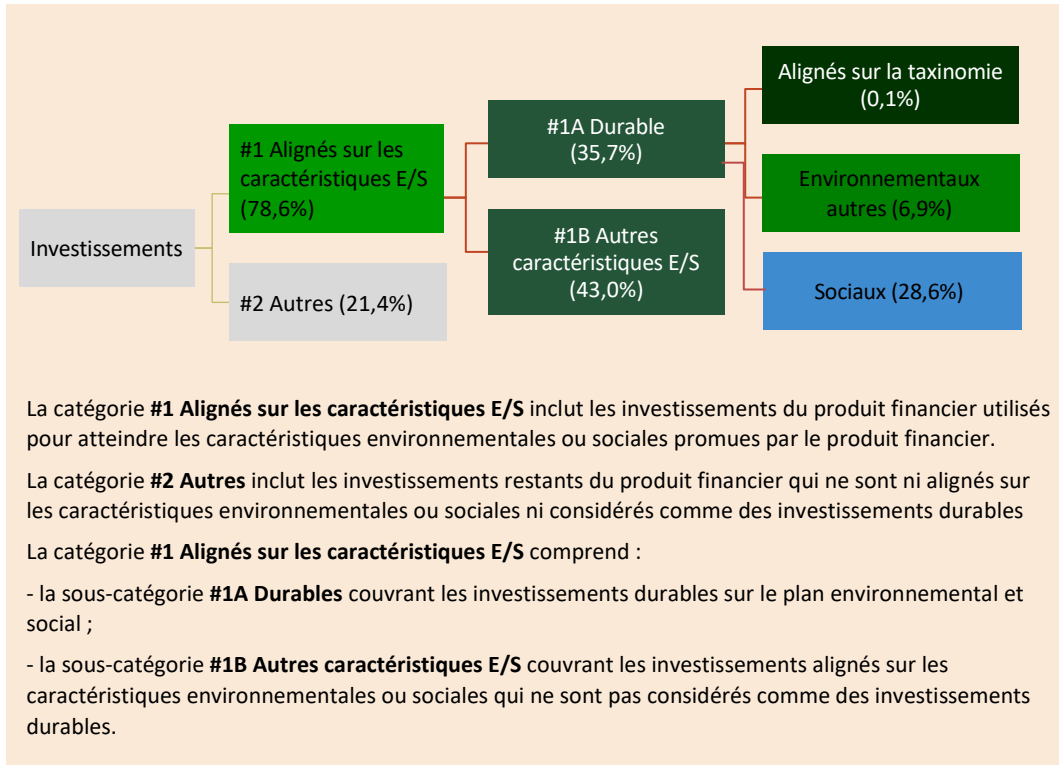 Investissements
#1 Alignés sur les
caractéristiques E/S
(78,6%)
#2 Autres (21,4%)
#1A Durable
(35,7%)
#1B Autres
caractéristiques E/S
(43,0%)
Alignés sur la taxinomie
(0,1%)
Environnementaux
autres (6,9%)
Sociaux (28,6%)
La catégorie #1 Alignés sur les caractéristiques E/S inclut les investissements du produit financier utilisés
pour atteindre les caractéristiques environnementales ou sociales promues par le produit financier.
La catégorie #2 Autres inclut les investissements restants du produit financier qui ne sont ni alignés sur
les caractéristiques environnementales ou sociales ni considérés comme des investissements durables
La catégorie #1 Alignés sur les caractéristiques E/S comprend :
- la sous-catégorie #1A Durables couvrant les investissements durables sur le plan environnemental et
social ;
- la sous-catégorie #1B Autres caractéristiques E/S couvrant les investissements alignés sur les
caractéristiques environnementales ou sociales qui ne sont pas considérés comme des investissements
durables.